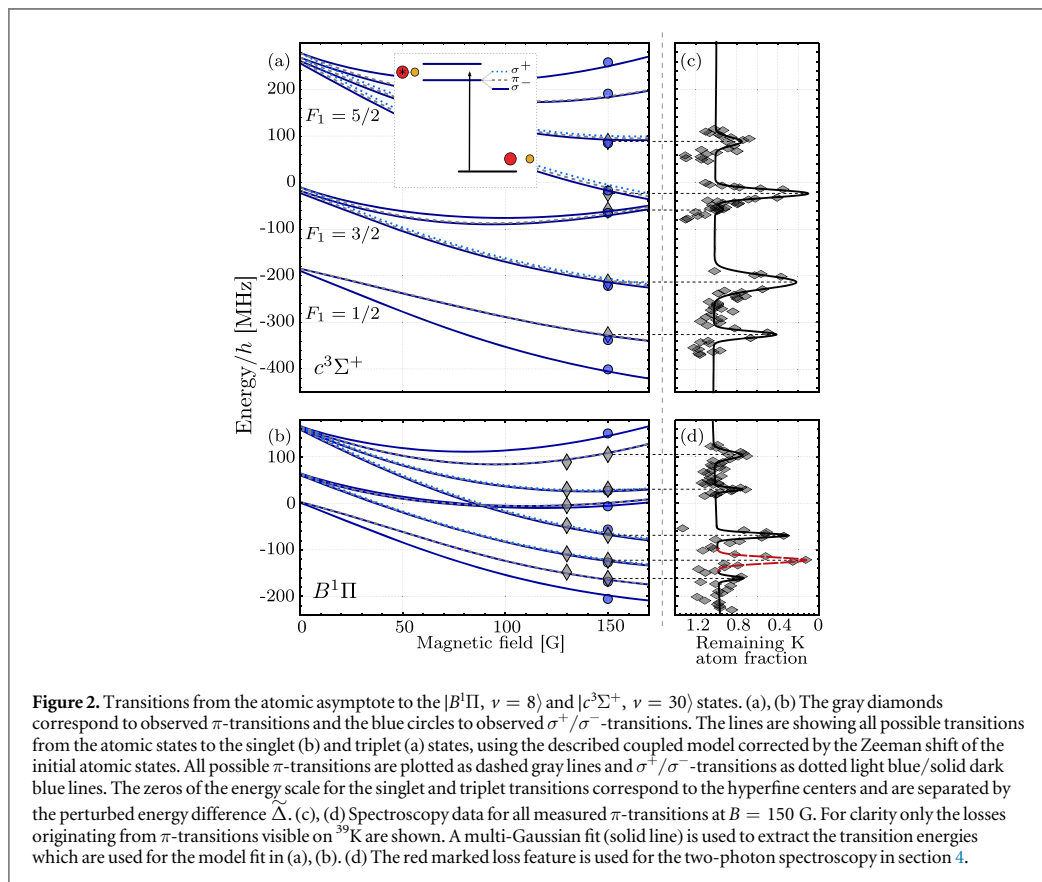 (a)
(c)
σ+
π
σ−
200
F₁ = 5/2
100
0
-100
F₁ = 3/2
-200
-300
F₁ = 1/2
-400
c³Σ⁺
Energy/h [MHz]
(b)
(d)
100
0
-100
-200
B¹Π
0 50 100 150
Magnetic field [G]
1.2 0.8 0.4 0
Remaining K
atom fraction
Figure 2. Transitions from the atomic asymptote to the |B¹Π, ν = 8⟩ and |c³Σ⁺, ν = 30⟩ states. (a), (b) The gray diamonds
correspond to observed π-transitions and the blue circles to observed σ⁺/σ⁻-transitions. The lines are showing all possible transitions
from the atomic states to the singlet (b) and triplet (a) states, using the described coupled model corrected by the Zeeman shift of the
initial atomic states. All possible π-transitions are plotted as dashed gray lines and σ⁺/σ⁻-transitions as dotted light blue/solid dark
blue lines. The zeros of the energy scale for the singlet and triplet transitions correspond to the hyperfine centers and are separated by
the perturbed energy difference Δ̃. (c), (d) Spectroscopy data for all measured π-transitions at B = 150 G. For clarity only the losses
originating from π-transitions visible on ³⁹K are shown. A multi-Gaussian fit (solid line) is used to extract the transition energies
which are used for the model fit in (a), (b). (d) The red marked loss feature is used for the two-photon spectroscopy in section 4.